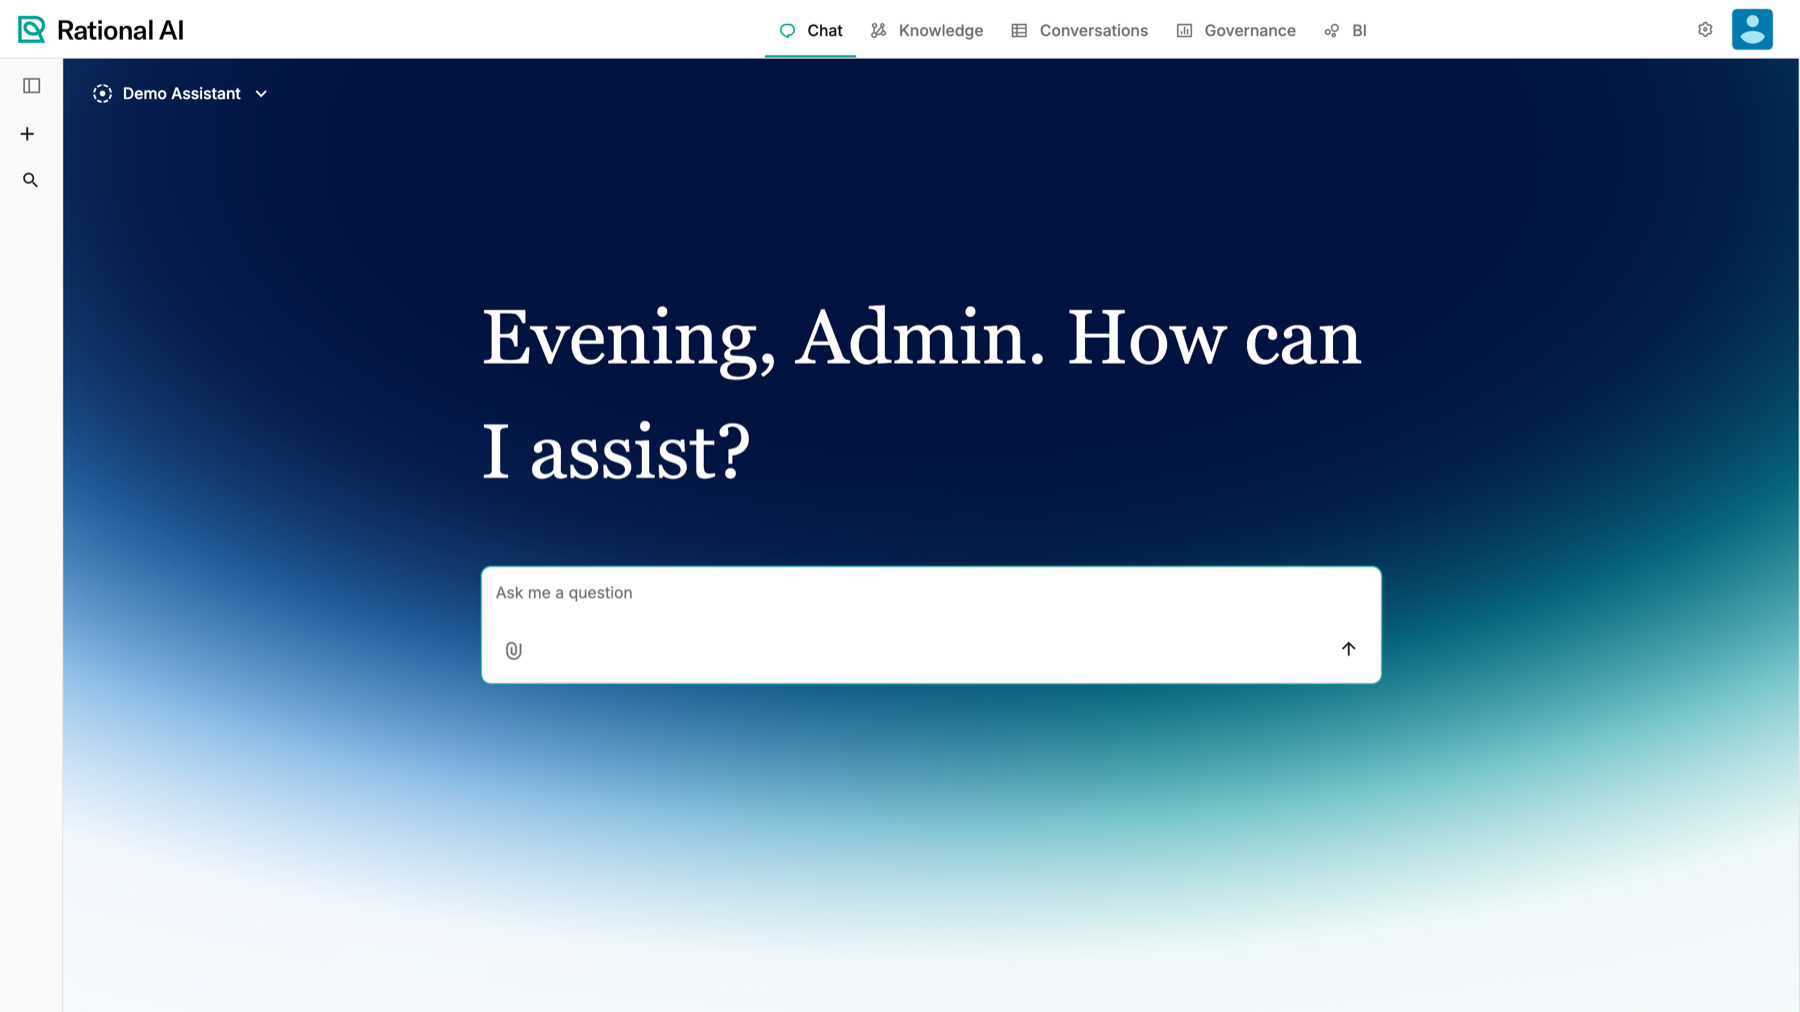 Rational AI
Chat
Knowledge
Conversations
Governance
BI
Demo Assistant
Evening, Admin. How can
I assist?
Ask me a question